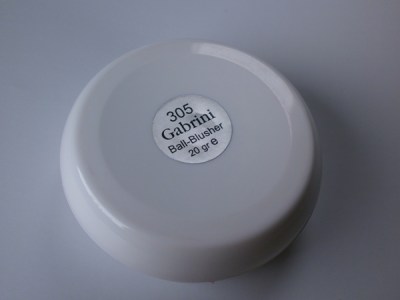 305
Gabrini
Ball-Blusher
20 gr e